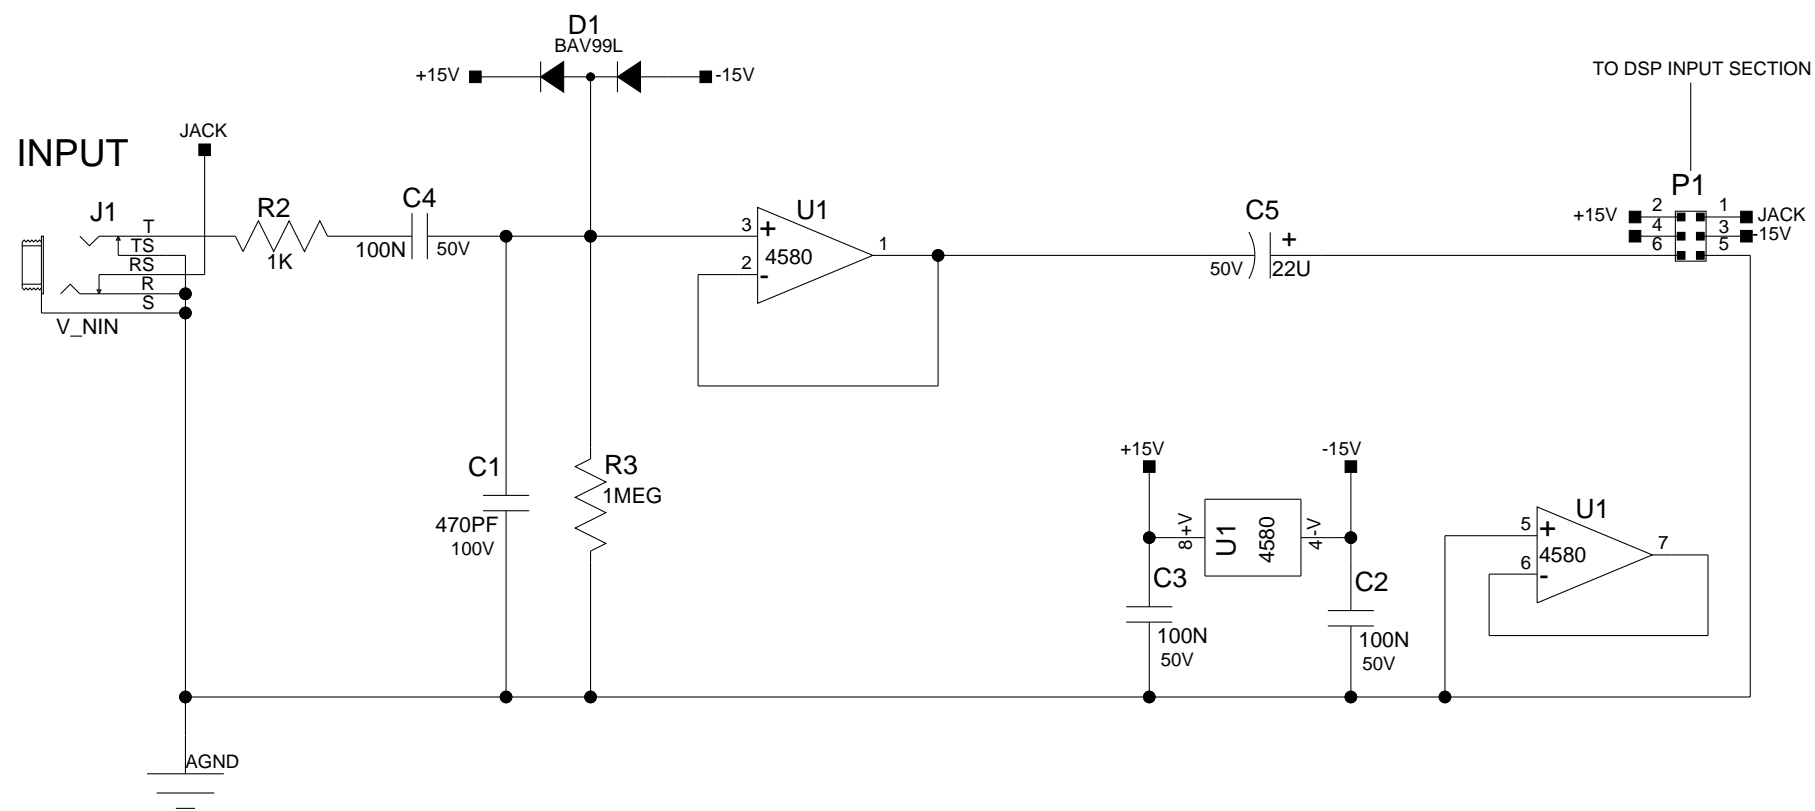 D1
BAV99L
+15V
-15V
TO DSP INPUT SECTION
INPUT
JACK
J1
T
TS
RS
R
S
V_NIN
R2
1K
C4
100N
50V
3
+
U1
4580
1
2
-
C5
+
50V
22U
P1
+15V
2
1
JACK
4
3
-15V
6
5
C1
470PF
100V
R3
1MEG
+15V
-15V
8
+V
U1
4580
4
-V
C3
100N
50V
C2
100N
50V
U1
5
+
4580
7
6
-
AGND